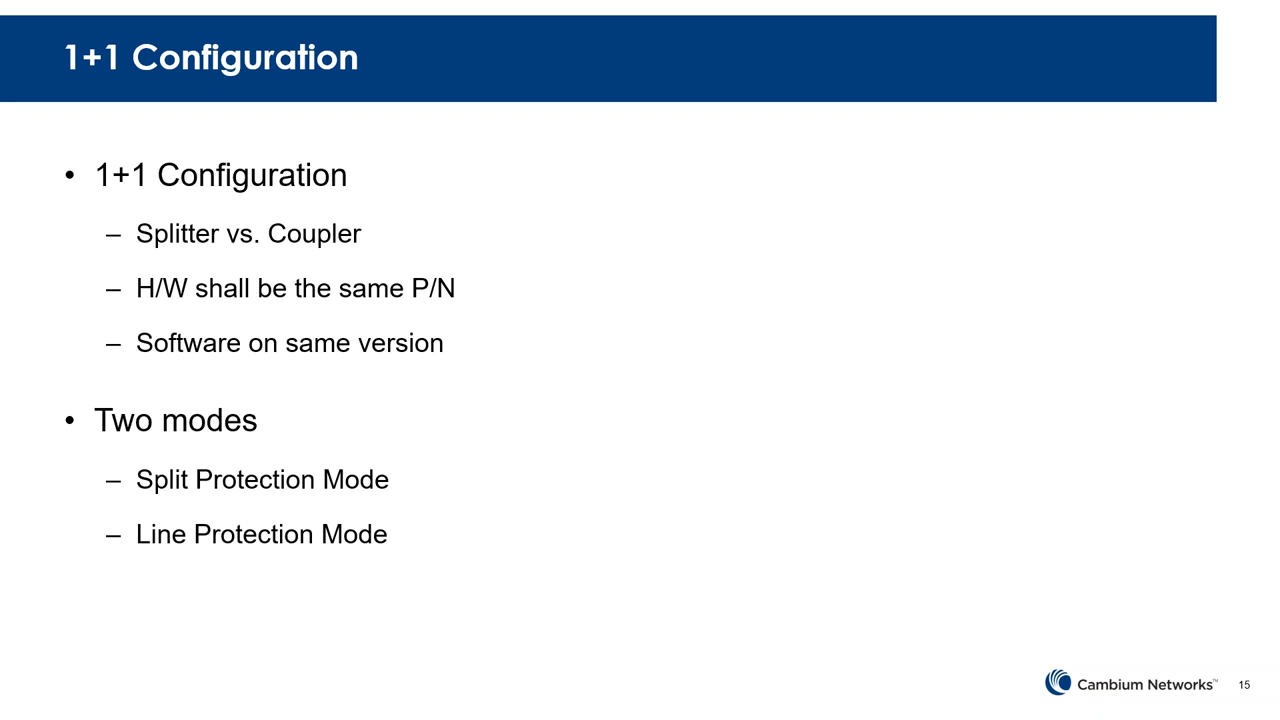 1+1 Configuration
• 1+1 Configuration
– Splitter vs. Coupler
– H/W shall be the same P/N
– Software on same version
• Two modes
– Split Protection Mode
– Line Protection Mode
Cambium Networks™ 15